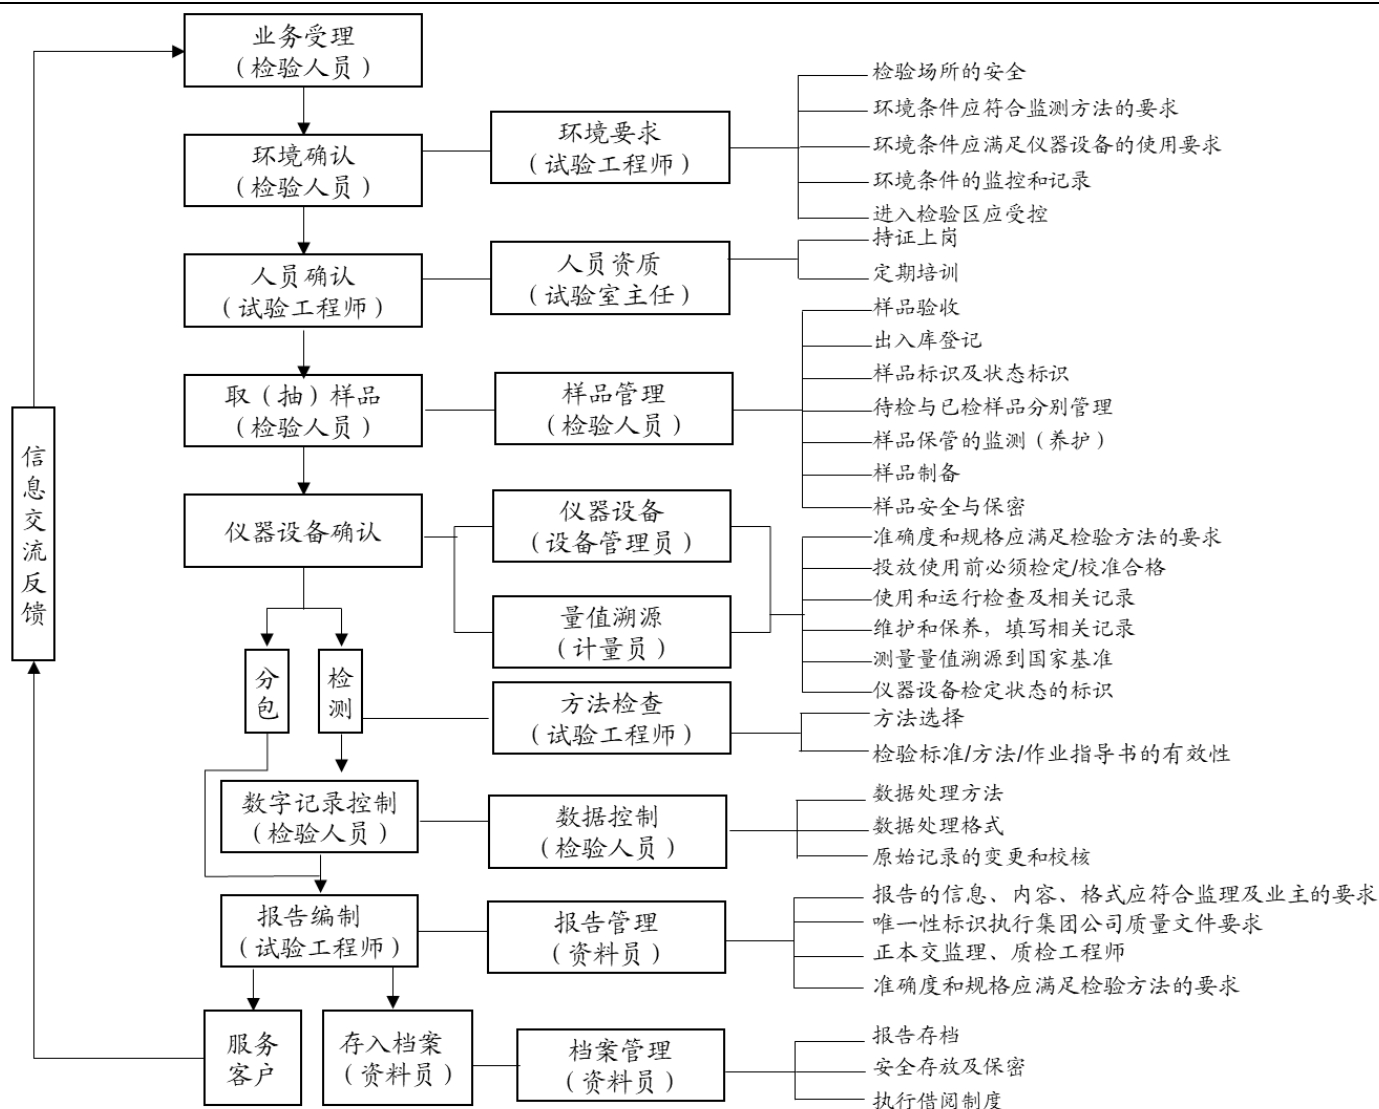 业务受理
（检验人员）
环境确认
（检验人员）
环境要求
（试验工程师）
检验场所的安全
环境条件应符合监测方法的要求
环境条件应满足仪器设备的使用要求
环境条件的监控和记录
进入检验区应受控
人员确认
（试验工程师）
人员资质
（试验室主任）
持证上岗
定期培训
取（抽）样品
（检验人员）
样品管理
（检验人员）
样品验收
出入库登记
样品标识及状态标识
待检与已检样品分别管理
样品保管的监测（养护）
样品制备
样品安全与保密
信息交流反馈
仪器设备确认
仪器设备
（设备管理员）
量值溯源
（计量员）
准确度和规格应满足检验方法的要求
投放使用前必须检定/校准合格
使用和运行检查及相关记录
维护和保养，填写相关记录
测量量值溯源到国家基准
仪器设备检定状态的标识
分包
检测
方法检查
（试验工程师）
方法选择
检验标准/方法/作业指导书的有效性
数字记录控制
（检验人员）
数据控制
（检验人员）
数据处理方法
数据处理格式
原始记录的变更和校核
报告编制
（试验工程师）
报告管理
（资料员）
报告的信息、内容、格式应符合监理及业主的要求
唯一性标识执行集团公司质量文件要求
正本交监理、质检工程师
准确度和规格应满足检验方法的要求
服务
客户
存入档案
（资料员）
档案管理
（资料员）
报告存档
安全存放及保密
执行借阅制度